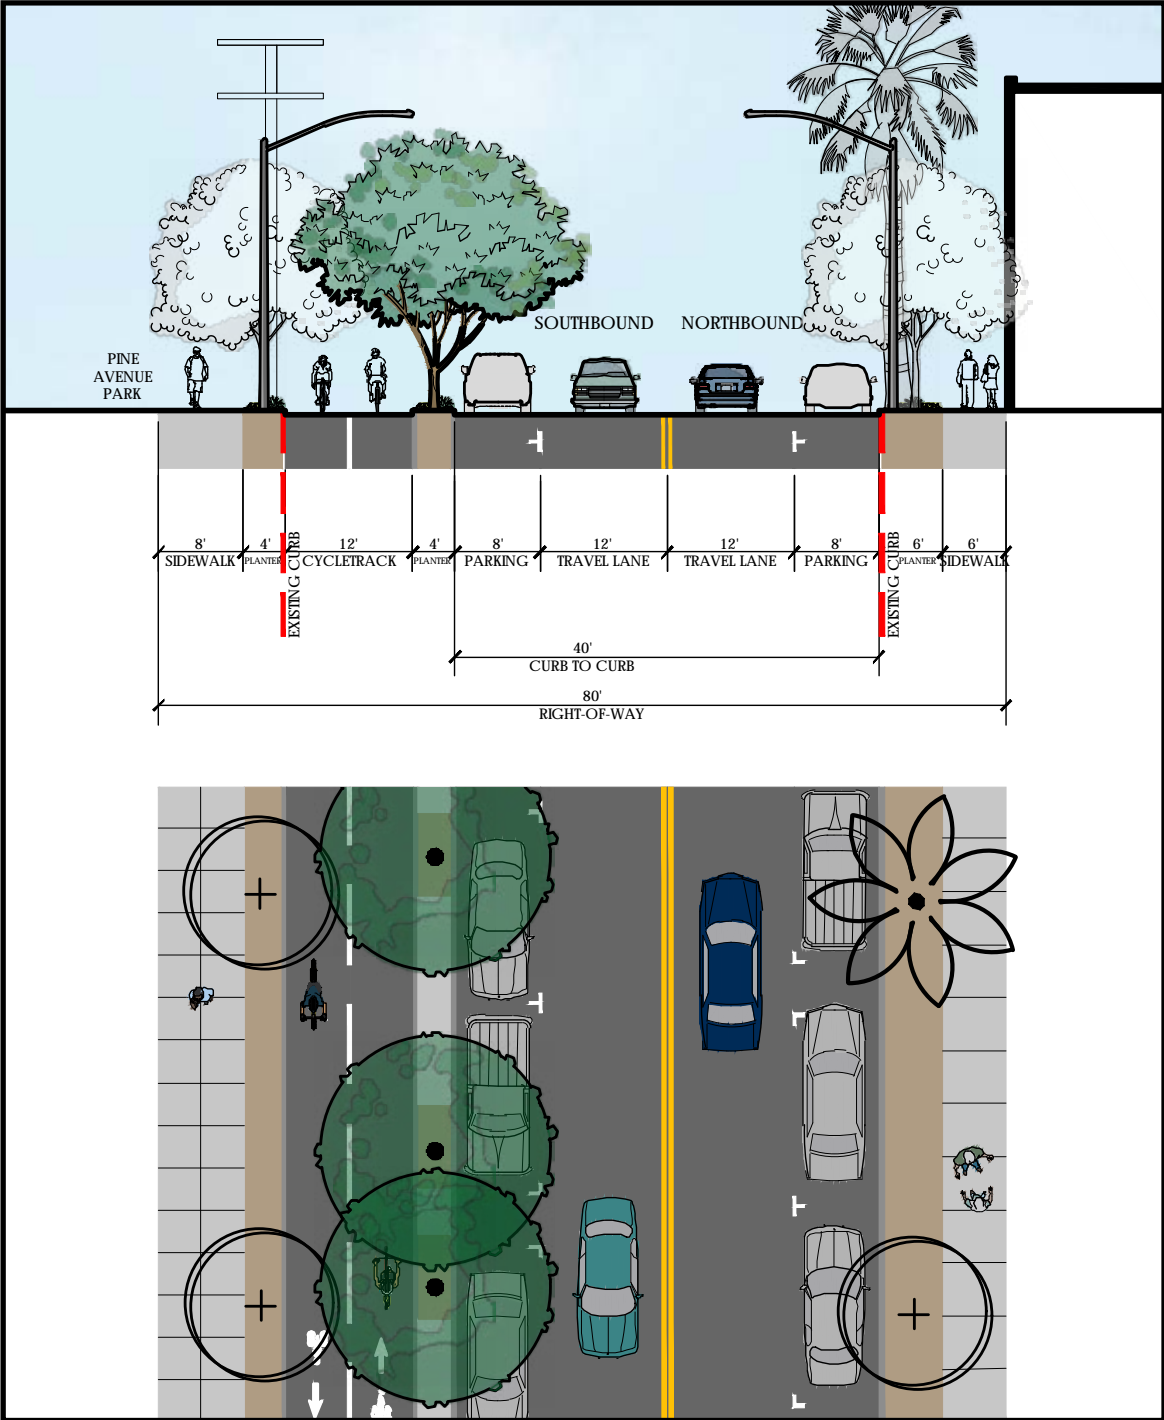 SOUTHBOUND NORTHBOUND
PINE
AVENUE
PARK
8' 4' 12' 4' 8' 12' 12' 8' 6' 6'
SIDEWALK PLANTER CYCLETRACK PLANTER PARKING TRAVEL LANE TRAVEL LANE PARKING PLANTER SIDEWALK
EXISTING CURB
EXISTING CURB
40'
CURB TO CURB
80'
RIGHT-OF-WAY